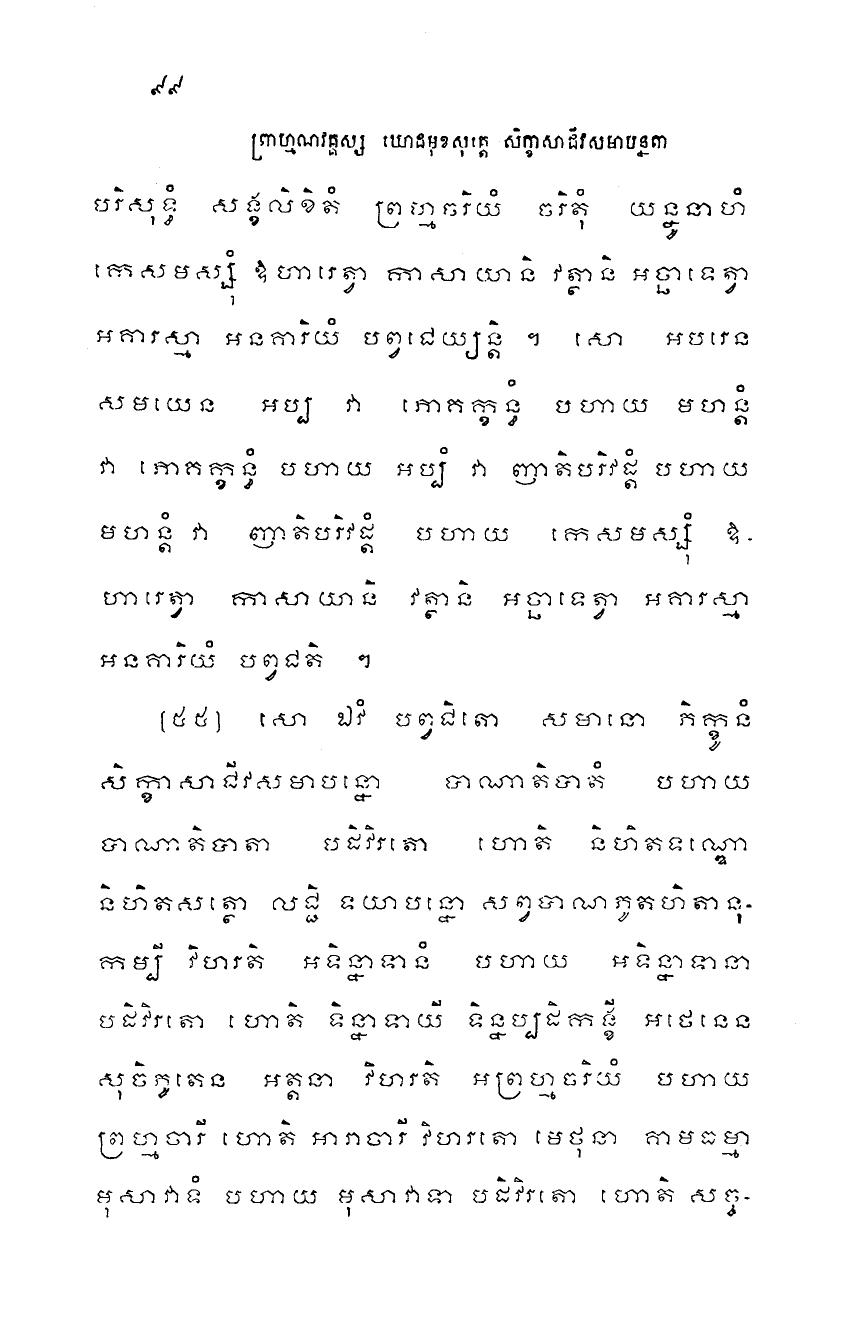 ៩៩
ព្រាហ្មណវគ្គស្ស ឃោដមុខសុត្តេ សិក្ខាសាជីវសមាបន្នតា
បរិសុទ្ធំ សង្ខលិខិតំ ព្រហ្មចរិយំ ចរិតុំ យន្នូនាហំ
កេសមស្សុំ ឱហារេត្វា កាសាយានិ វត្ថានិ អច្ឆាទេត្វា
អគារស្មា អនគារិយំ បព្វជេយ្យន្តិ ។ សោ អបរេន
សមយេន អប្ប វា ភោគក្ខន្ធំ បហាយ មហន្តំ
វា ភោគក្ខន្ធំ បហាយ អប្បំ វា ញាតិបរិវដ្តំ បហាយ
មហន្តំ វា ញាតិបរិវដ្តំ បហាយ កេសមស្សុំ ឱ-
ហារេត្វា កាសាយានិ វត្ថានិ អច្ឆាទេត្វា អគារស្មា
អនគារិយំ បព្វជតិ ។
[៥៥] សោ ឯវំ បព្វជិតោ សមានោ ភិក្ខូនំ
សិក្ខាសាជីវសមាបន្នោ បាណាតិបាតំ បហាយ
បាណាតិបាតា បដិវិរតោ ហោតិ និហិតទណ្ឌោ
និហិតសត្ថោ លជ្ជិ ទយាបន្នោ សព្វបាណភូតហិតានុ-
កម្បី វិហរតិ អទិន្នាទានំ បហាយ អទិន្នាទានា
បដិវិរតោ ហោតិ ទិន្នាទាយី ទិន្នប្បដិកង្ខី អថេនេន
សុចិភូតេន អត្តនា វិហរតិ អព្រហ្មចរិយំ បហាយ
ព្រហ្មចារី ហោតិ អារាចារី វិហរតោ មេថុនា គាមធម្មា
មុសាវាទំ បហាយ មុសាវាទា បដិវិរតោ ហោតិ សច្ច-